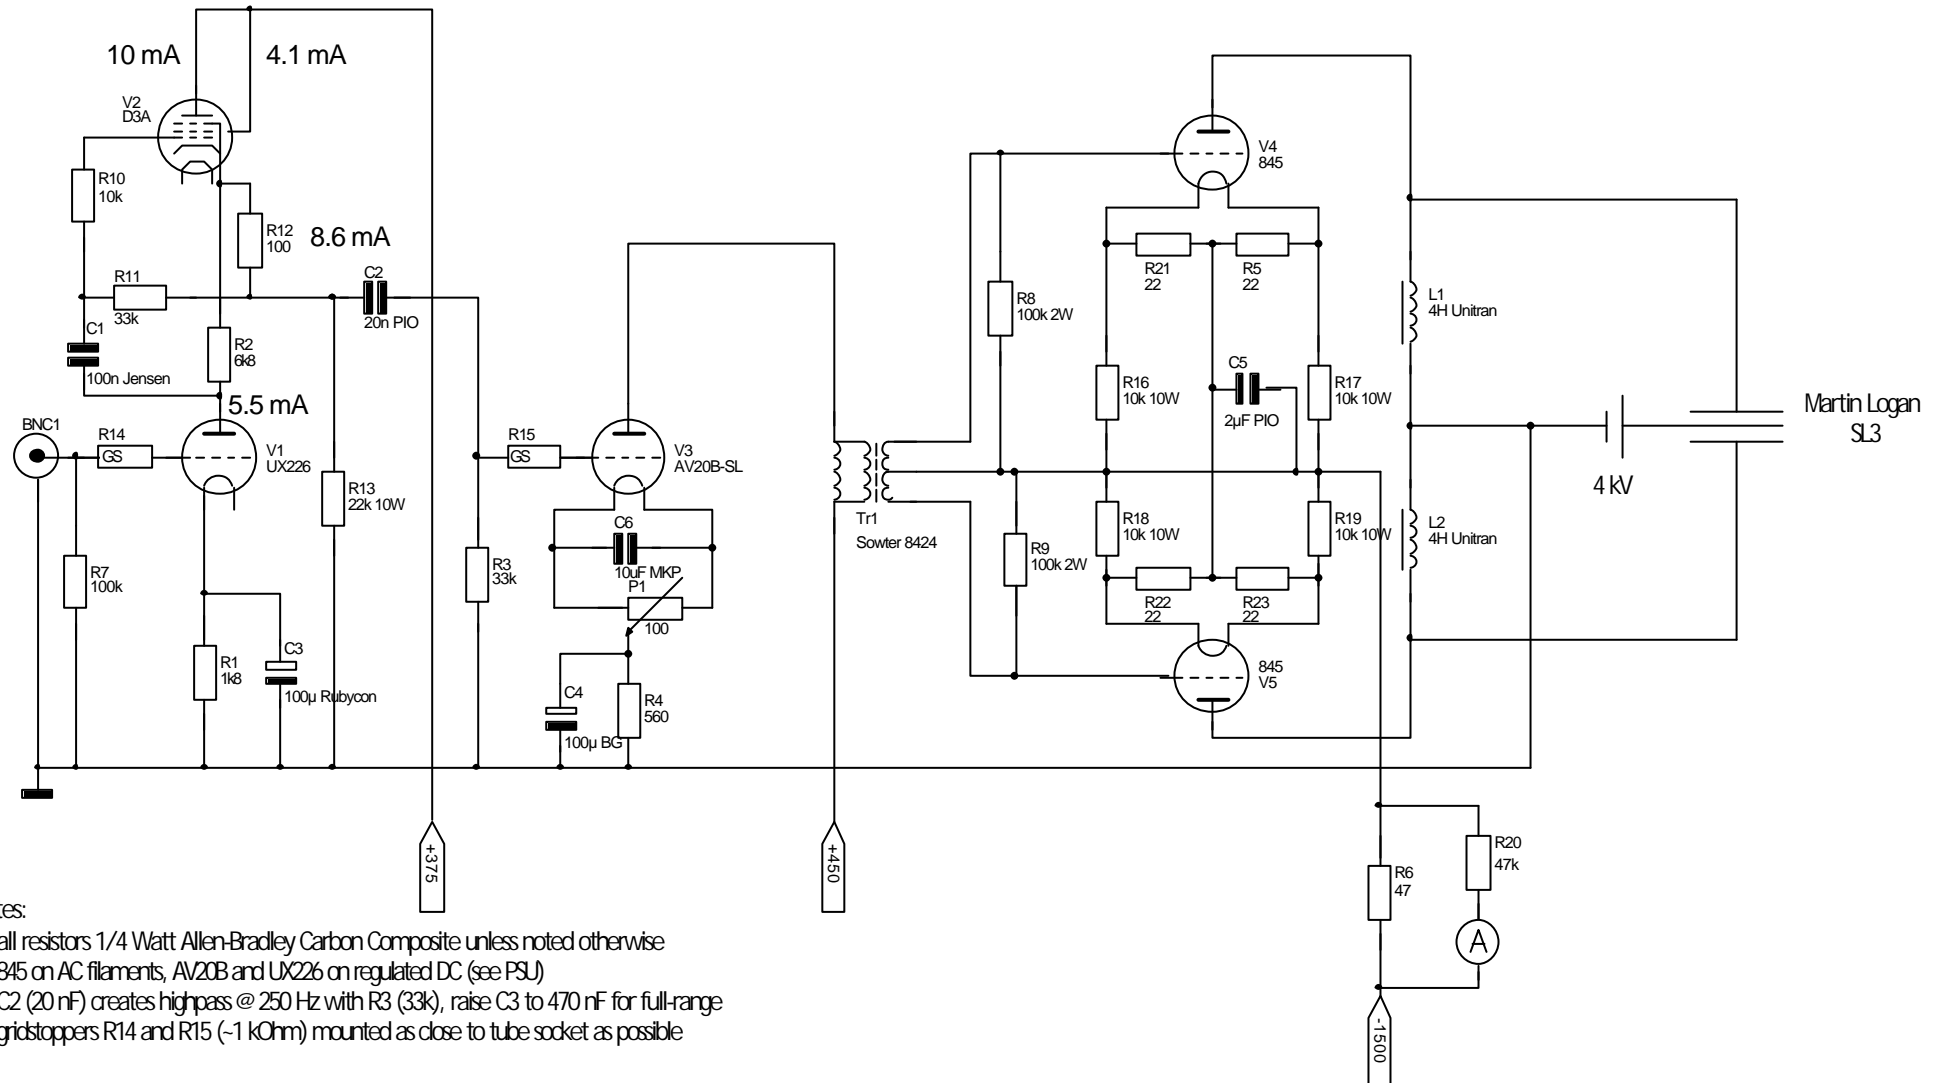 10 mA
4.1 mA
V2
D3A
R10
10k
R12
100
8.6 mA
R11
33k
C2
20n PIO
C1
100n Jensen
R2
6k8
5.5 mA
BNC1
R14
GS
V1
UX226
R13
22k 10W
R7
100k
R1
1k8
C3
100µ Rubycon
R15
GS
V3
AV20B-SL
R3
33k
C6
10uF MKP
P1
100
C4
100µ BG
R4
560
Tr1
Sowter 8424
+375
+450
V4
845
R21
22
R5
22
R8
100k 2W
R16
10k 10W
C5
2µF PIO
R17
10k 10W
R18
10k 10W
R19
10k 10W
R9
100k 2W
R22
22
R23
22
845
V5
L1
4H Unitran
L2
4H Unitran
4 kV
Martin Logan
SL3
R6
47
R20
47k
A
-1500
tes:
all resistors 1/4 Watt Allen-Bradley Carbon Composite unless noted otherwise
845 on AC filaments, AV20B and UX226 on regulated DC (see PSU)
C2 (20 nF) creates highpass @ 250 Hz with R3 (33k), raise C3 to 470 nF for full-range
gridstoppers R14 and R15 (~1 kOhm) mounted as close to tube socket as possible